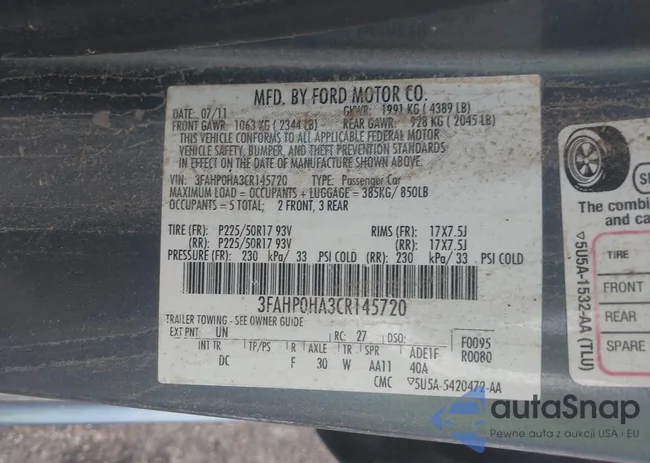 MFD. BY FORD MOTOR CO.
DATE: 07/11 GVWR: 1991 KG ( 4389 LB)
FRONT GAWR: 1063 KG ( 2344 LB) REAR GAWR: 928 KG ( 2045 LB)
THIS VEHICLE CONFORMS TO ALL APPLICABLE FEDERAL MOTOR
VEHICLE SAFETY, BUMPER, AND THEFT PREVENTION STANDARDS
IN EFFECT ON THE DATE OF MANUFACTURE SHOWN ABOVE.
VIN: 3FAHP0HA3CR145720 TYPE: Passenger Car
MAXIMUM LOAD = OCCUPANTS + LUGGAGE = 385KG/ 850LB
OCCUPANTS = 5 TOTAL; 2 FRONT, 3 REAR
TIRE (FR): P225/50R17 93V RIMS (FR): 17X7.5J
(RR): P225/50R17 93V (RR): 17X7.5J
PRESSURE (FR): 230 kPa/ 33 PSI COLD (RR): 230 kPa/ 33 PSI COLD
3FAHP0HA3CR145720
TRAILER TOWING - SEE OWNER GUIDE
EXT PNT: UN RC: 27 DSO: F0095
INT TR TP/PS R AXLE TR SPR ADE1F R0080
DC F 30 W AA11 40A
CMC ▽5U5A-5420472-AA
The combi
and ca
TIRE
FRONT
REAR
SPARE
▽5U5A-1532-AA (TLU)
autoSnap
Pewne auta z aukcji USA i EU